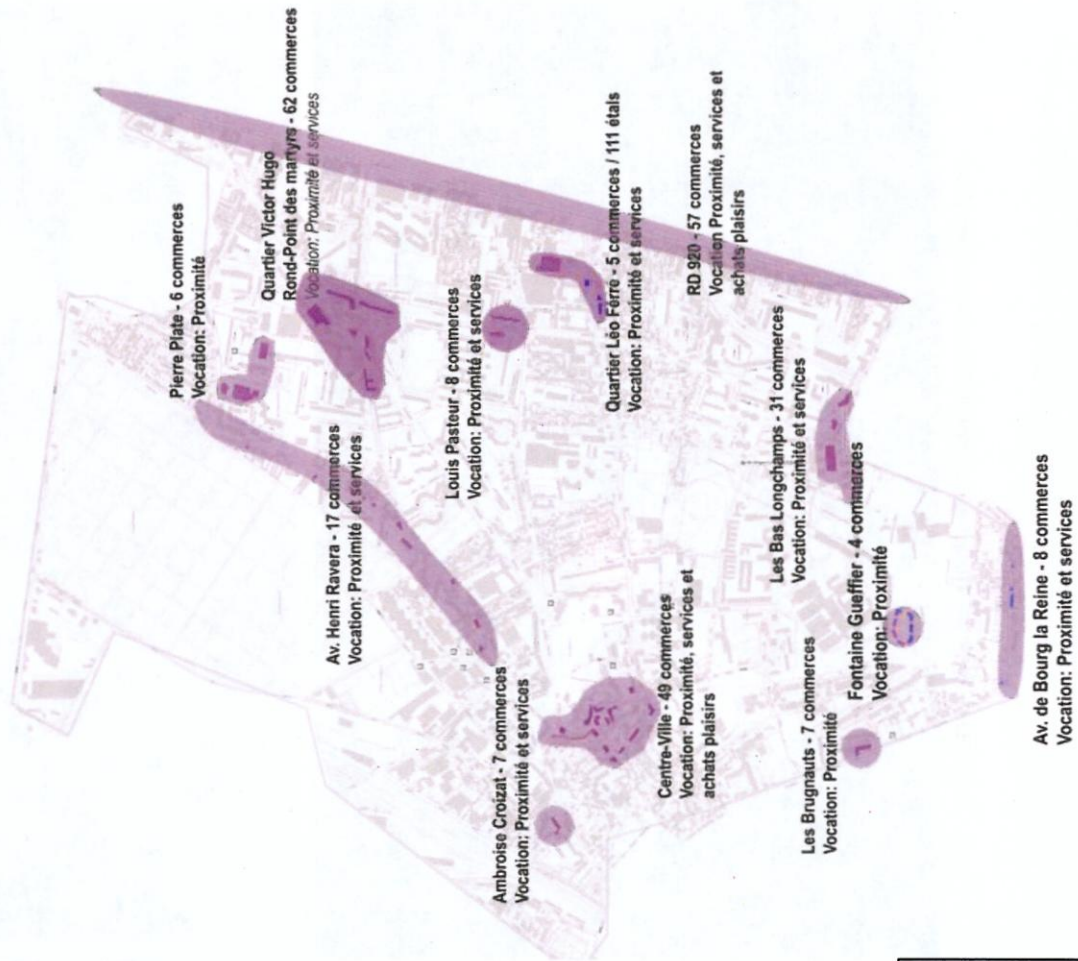 Pierre Plate - 6 commerces
Vocation: Proximité
Quartier Victor Hugo
Rond-Point des martyrs - 62 commerces
Vocation: Proximité et services
Av. Henri Ravera - 17 commerces
Vocation: Proximité et services
Louis Pasteur - 8 commerces
Vocation: Proximité et services
Ambroise Croizat - 7 commerces
Vocation: Proximité et services
Quartier Léo Ferré - 5 commerces / 111 étals
Vocation: Proximité et services
Centre-Ville - 49 commerces
Vocation: Proximité, services et
achats plaisirs
RD 920 - 57 commerces
Vocation Proximité, services et
achats plaisirs
Les Bas Longchamps - 31 commerces
Vocation: Proximité et services
Les Brugnauts - 7 commerces
Vocation: Proximité
Fontaine Gueffier - 4 commerces
Vocation: Proximité
Av. de Bourg la Reine - 8 commerces
Vocation: Proximité et services